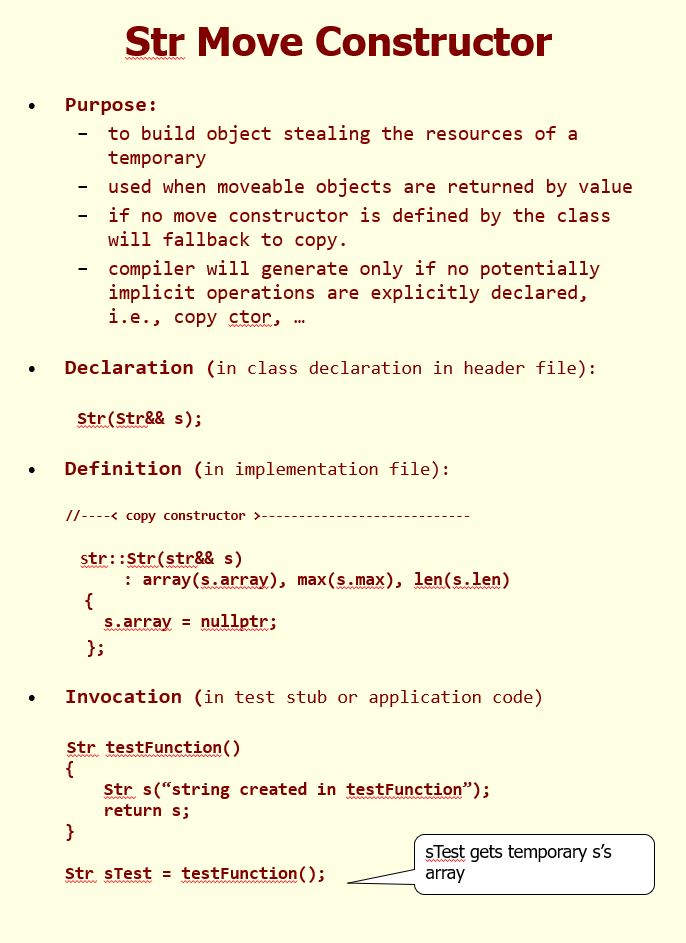 Str Move Constructor
• Purpose:
– to build object stealing the resources of a
temporary
– used when moveable objects are returned by value
– if no move constructor is defined by the class
will fallback to copy.
– compiler will generate only if no potentially
implicit operations are explicitly declared,
i.e., copy ctor, …
• Declaration (in class declaration in header file):
Str(Str&& s);
• Definition (in implementation file):
//----< copy constructor >----------------------------
str::Str(str&& s)
: array(s.array), max(s.max), len(s.len)
{
s.array = nullptr;
};
• Invocation (in test stub or application code)
Str testFunction()
{
Str s(“string created in testFunction”);
return s;
}
Str sTest = testFunction();
sTest gets temporary s’s
array